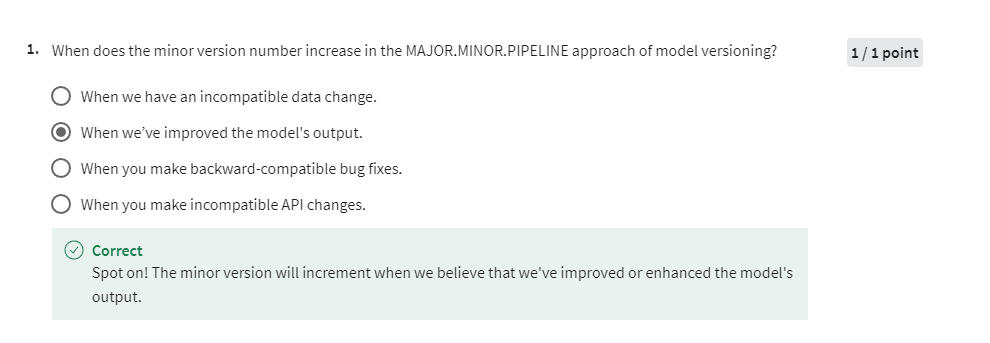 1. When does the minor version number increase in the MAJOR.MINOR.PIPELINE approach of model versioning?
1 / 1 point
When we have an incompatible data change.
When we’ve improved the model's output.
When you make backward-compatible bug fixes.
When you make incompatible API changes.
Correct
Spot on! The minor version will increment when we believe that we've improved or enhanced the model's
output.